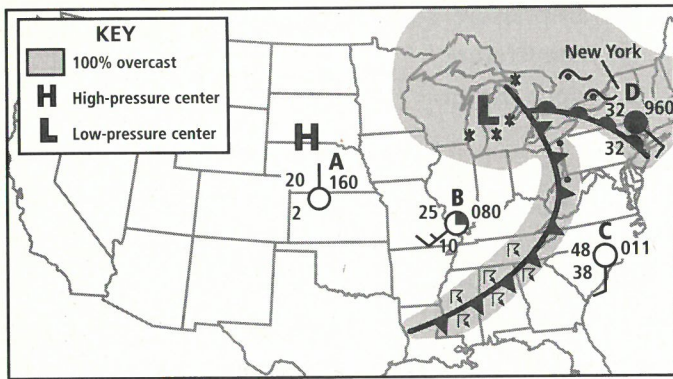 KEY
100% overcast
H High-pressure center
L Low-pressure center
New York
D
32 960
32
L
H
A
20 160
2
B
25 080
10
C
48 011
38